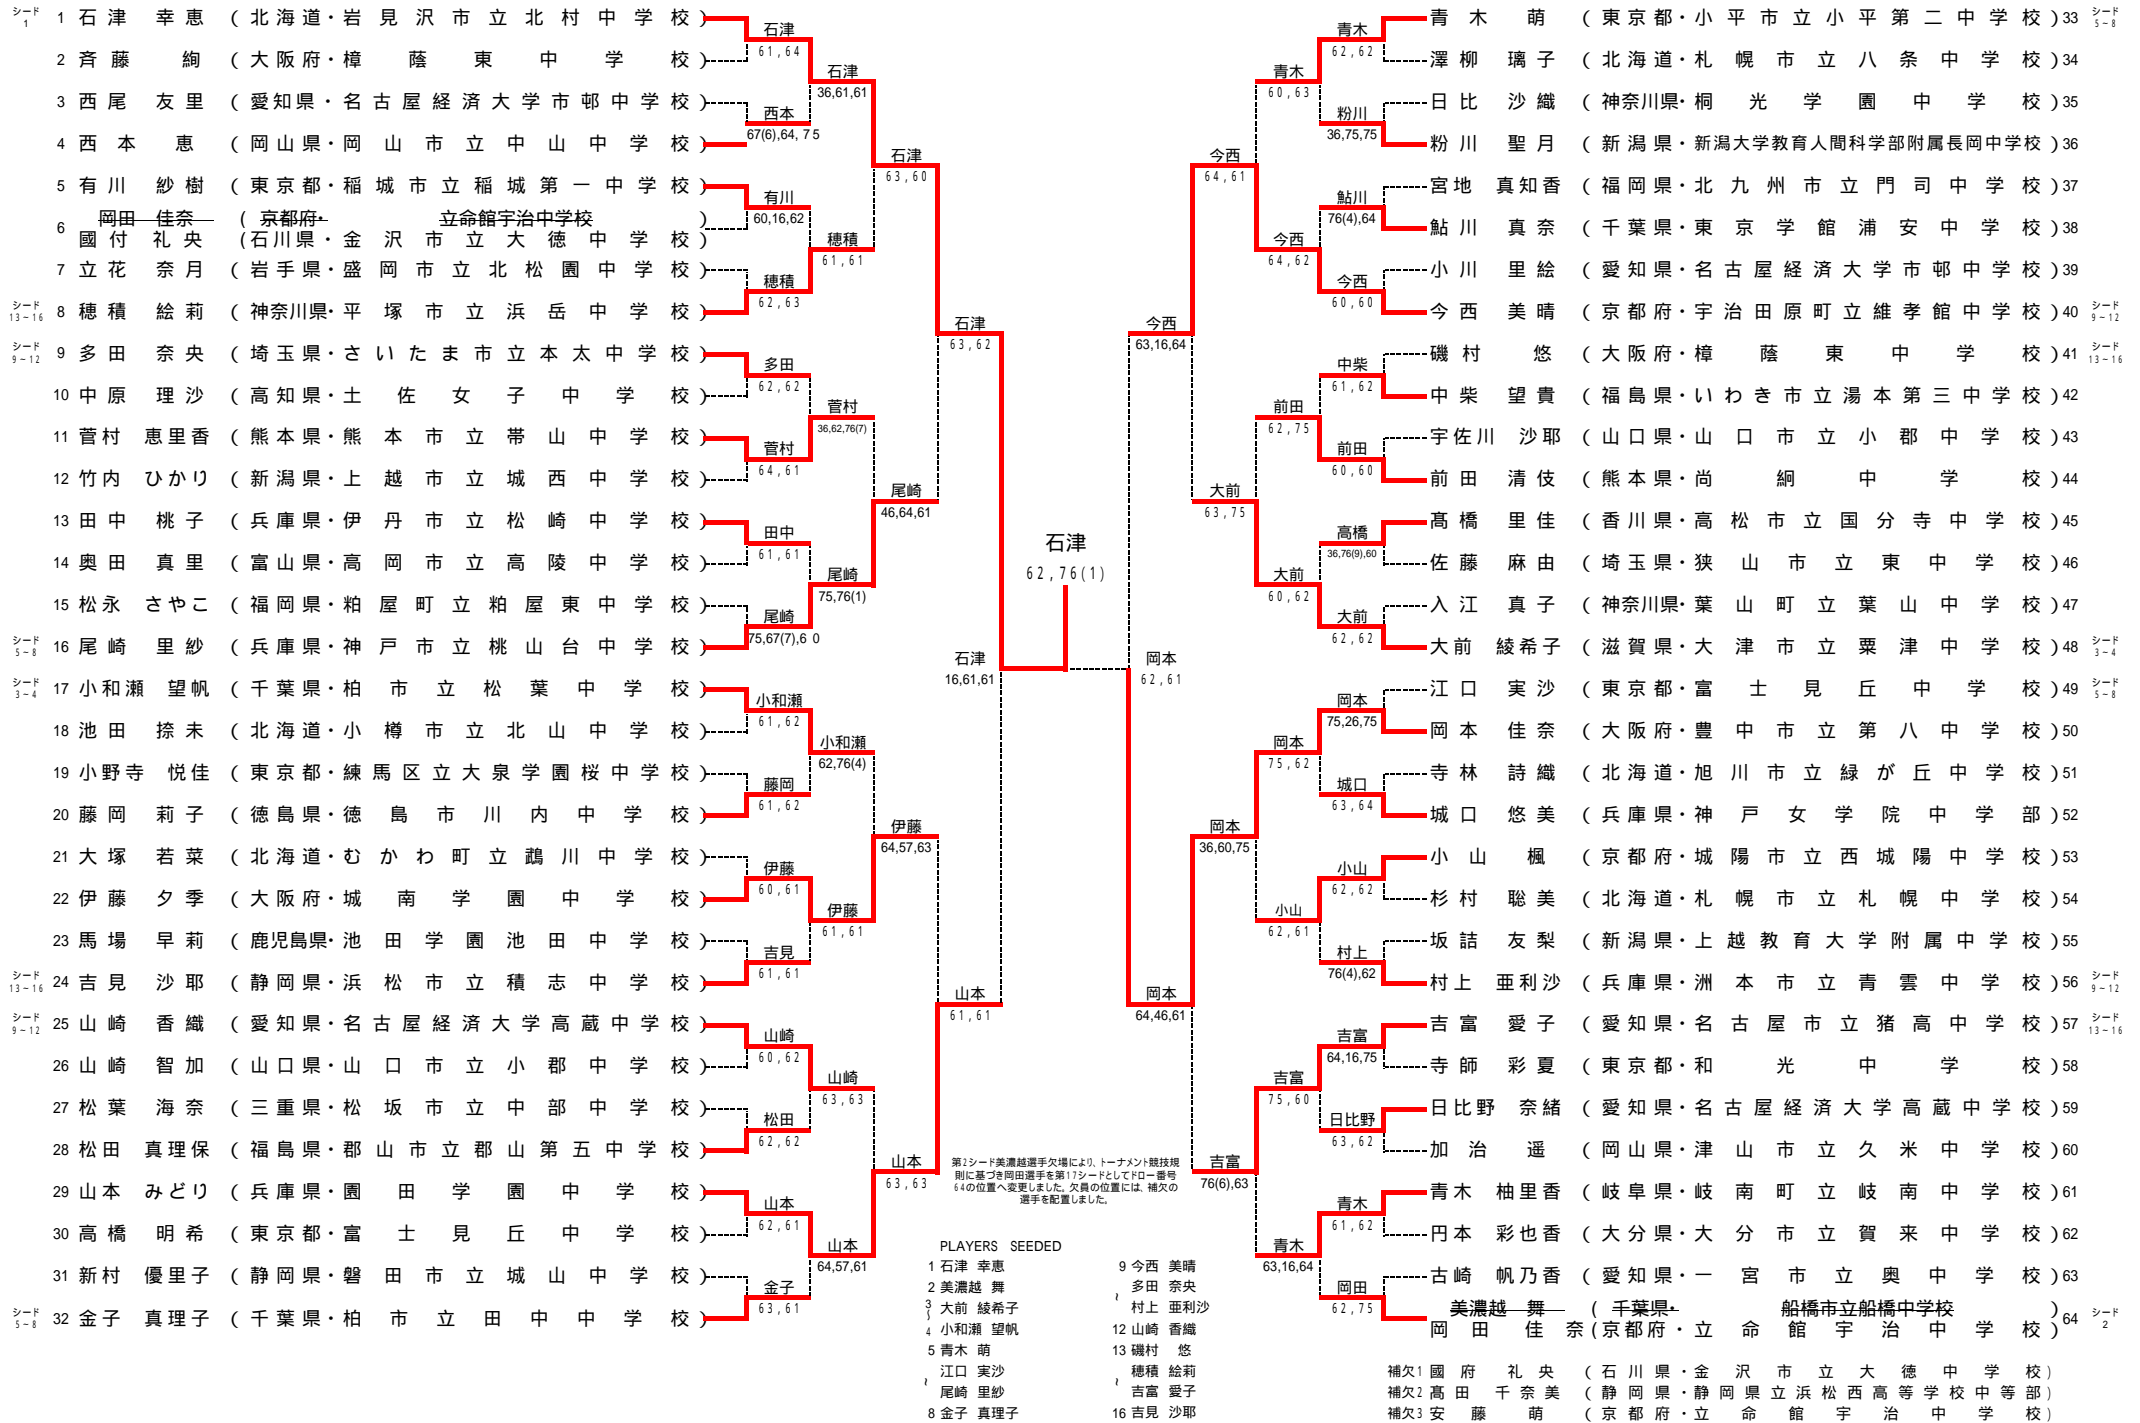 シード 1 1 石津 幸恵 (北海道・岩見沢市立北村中学校)
2 斉藤 絢 (大阪府・樟蔭東中学校)
3 西尾 友里 (愛知県・名古屋経済大学市邨中学校)
4 西本 恵 (岡山県・岡山市立中山中学校)
5 有川 紗樹 (東京都・稲城市立稲城第一中学校)
6 岡田 佳奈 (京都府・立命館宇治中学校)
國付 礼央 (石川県・金沢市立大徳中学校)
7 立花 奈月 (岩手県・盛岡市立北松園中学校)
シード 13~16 8 穂積 絵莉 (神奈川県・平塚市立浜岳中学校)
シード 9~12 9 多田 奈央 (埼玉県・さいたま市立本太中学校)
10 中原 理沙 (高知県・土佐女子中学校)
11 菅村 恵里香 (熊本県・熊本市立帯山中学校)
12 竹内 ひかり (新潟県・上越市立城西中学校)
13 田中 桃子 (兵庫県・伊丹市立松崎中学校)
14 奥田 真里 (富山県・高岡市立高陵中学校)
15 松永 さやこ (福岡県・粕屋町立粕屋東中学校)
シード 5~8 16 尾崎 里紗 (兵庫県・神戸市立桃山台中学校)
シード 3~4 17 小和瀬 望帆 (千葉県・柏市立松葉中学校)
18 池田 捺未 (北海道・小樽市立北山中学校)
19 小野寺 悦佳 (東京都・練馬区立大泉学園桜中学校)
20 藤岡 莉子 (徳島県・徳島市川内中学校)
21 大塚 若菜 (北海道・むかわ町立鵡川中学校)
22 伊藤 夕季 (大阪府・城南学園中学校)
23 馬場 早莉 (鹿児島県・池田学園池田中学校)
シード 13~16 24 吉見 沙耶 (静岡県・浜松市立積志中学校)
シード 9~12 25 山崎 香織 (愛知県・名古屋経済大学高蔵中学校)
26 山崎 智加 (山口県・山口市立小郡中学校)
27 松葉 海奈 (三重県・松坂市立中部中学校)
28 松田 真理保 (福島県・郡山市立郡山第五中学校)
29 山本 みどり (兵庫県・園田学園中学校)
30 高橋 明希 (東京都・富士見丘中学校)
31 新村 優里子 (静岡県・磐田市立城山中学校)
シード 5~8 32 金子 真理子 (千葉県・柏市立田中中学校)
石津
61,64
西本
67(6),64,75
有川
60,16,62
穂積
62,63
多田
62,62
菅村
64,61
田中
61,61
尾崎
75,67(7),60
小和瀬
61,62
藤岡
61,62
伊藤
60,61
吉見
61,61
山崎
60,62
松田
62,62
山本
62,61
金子
63,61
石津
36,61,61
穂積
61,61
菅村
36,62,76(7)
尾崎
75,76(1)
小和瀬
62,76(4)
伊藤
61,61
山崎
63,63
山本
64,57,61
石津
63,60
尾崎
46,64,61
伊藤
64,57,63
山本
63,63
石津
63,62
山本
61,61
石津
16,61,61
石津
62,76(1)
岡本
62,61
今西
63,16,64
岡本
64,46,61
今西
64,61
大前
63,75
岡本
36,60,75
吉富
76(6),63
青木
60,63
今西
64,62
前田
62,75
大前
60,62
岡本
75,62
小山
62,61
吉富
75,60
青木
63,16,64
青木
62,62
粉川
36,75,75
鮎川
76(4),64
今西
60,60
中柴
61,62
前田
60,60
高橋
36,76(9),60
大前
62,62
岡本
75,26,75
城口
63,64
小山
62,62
村上
76(4),62
吉富
64,16,75
日比野
63,62
青木
61,62
岡田
62,75
青木 萌 (東京都・小平市立小平第二中学校) 33 シード 5~8
澤柳 璃子 (北海道・札幌市立八条中学校) 34
日比 沙織 (神奈川県・桐光学園中学校) 35
粉川 聖月 (新潟県・新潟大学教育人間科学部附属長岡中学校) 36
宮地 真知香 (福岡県・北九州市立門司中学校) 37
鮎川 真奈 (千葉県・東京学館浦安中学校) 38
小川 里絵 (愛知県・名古屋経済大学市邨中学校) 39
今西 美晴 (京都府・宇治田原町立維孝館中学校) 40 シード 9~12
磯村 悠 (大阪府・樟蔭東中学校) 41 シード 13~16
中柴 望貴 (福島県・いわき市立湯本第三中学校) 42
宇佐川 沙耶 (山口県・山口市立小郡中学校) 43
前田 清伎 (熊本県・尚絅中学校) 44
髙橋 里佳 (香川県・高松市立国分寺中学校) 45
佐藤 麻由 (埼玉県・狭山市立東中学校) 46
入江 真子 (神奈川県・葉山町立葉山中学校) 47
大前 綾希子 (滋賀県・大津市立粟津中学校) 48 シード 3~4
江口 実沙 (東京都・富士見丘中学校) 49 シード 5~8
岡本 佳奈 (大阪府・豊中市立第八中学校) 50
寺林 詩織 (北海道・旭川市立緑が丘中学校) 51
城口 悠美 (兵庫県・神戸女学院中学部) 52
小山 楓 (京都府・城陽市立西城陽中学校) 53
杉村 聡美 (北海道・札幌市立札幌中学校) 54
坂詰 友梨 (新潟県・上越教育大学附属中学校) 55
村上 亜利沙 (兵庫県・洲本市立青雲中学校) 56 シード 9~12
吉富 愛子 (愛知県・名古屋市立猪高中学校) 57 シード 13~16
寺師 彩夏 (東京都・和光中学校) 58
日比野 奈緒 (愛知県・名古屋経済大学高蔵中学校) 59
加治 遥 (岡山県・津山市立久米中学校) 60
青木 柚里香 (岐阜県・岐南町立岐南中学校) 61
円本 彩也香 (大分県・大分市立賀来中学校) 62
古崎 帆乃香 (愛知県・一宮市立奥中学校) 63
美濃越 舞 (千葉県・船橋市立船橋中学校) 64 シード 2
岡田 佳奈 (京都府・立命館宇治中学校)
第2シード美濃越選手欠場により、トーナメント競技規
則に基づき岡田選手を第17シードとしてドロー番号
64の位置へ変更しました。欠員の位置には、補欠の
選手を配置しました。
PLAYERS SEEDED
1 石津 幸恵
2 美濃越 舞
3 大前 綾希子
~
4 小和瀬 望帆
5 青木 萌
江口 実沙
~
尾崎 里紗
8 金子 真理子
9 今西 美晴
多田 奈央
~
村上 亜利沙
12 山崎 香織
13 磯村 悠
穂積 絵莉
~
吉富 愛子
16 吉見 沙耶
補欠1 國府 礼央 (石川県・金沢市立大徳中学校)
補欠2 髙田 千奈美 (静岡県・静岡県立浜松西高等学校中等部)
補欠3 安藤 萌 (京都府・立命館宇治中学校)